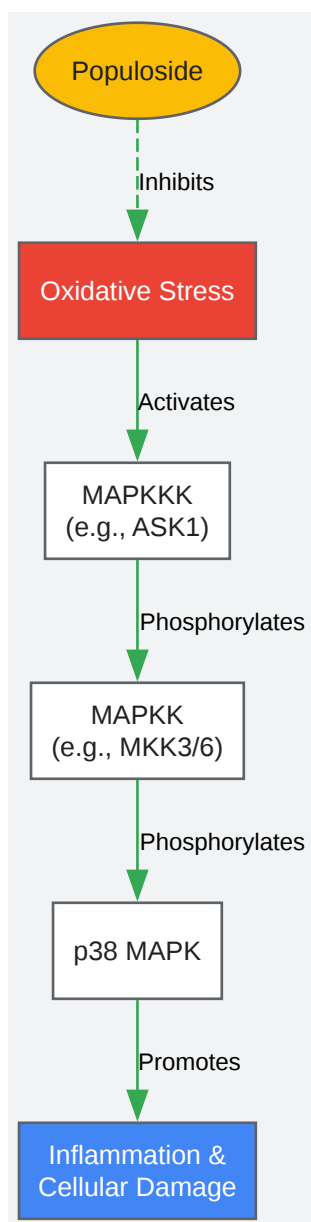 Populoside
Inhibits
Oxidative Stress
Activates
MAPKKK
(e.g., ASK1)
Phosphorylates
MAPKK
(e.g., MKK3/6)
Phosphorylates
p38 MAPK
Promotes
Inflammation &
Cellular Damage